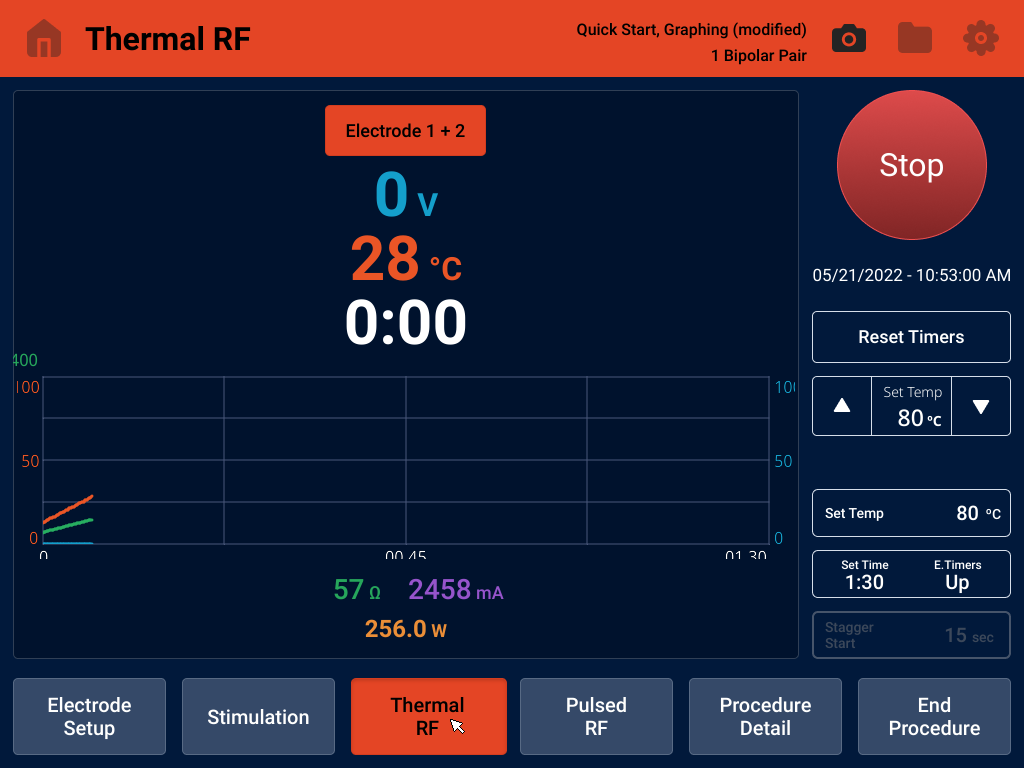 Thermal RF
Quick Start, Graphing (modified)
1 Bipolar Pair
Electrode 1 + 2
0 V
28 °C
0:00
400
100
50
0
100
50
0
0
00.45
01.30
57 Ω 2458 mA
256.0 W
Stop
05/21/2022 - 10:53:00 AM
Reset Timers
Set Temp
80 °C
Set Temp 80 °C
Set Time E.Timers
1:30 Up
Stagger
Start
15 sec
Electrode
Setup
Stimulation
Thermal
RF
Pulsed
RF
Procedure
Detail
End
Procedure